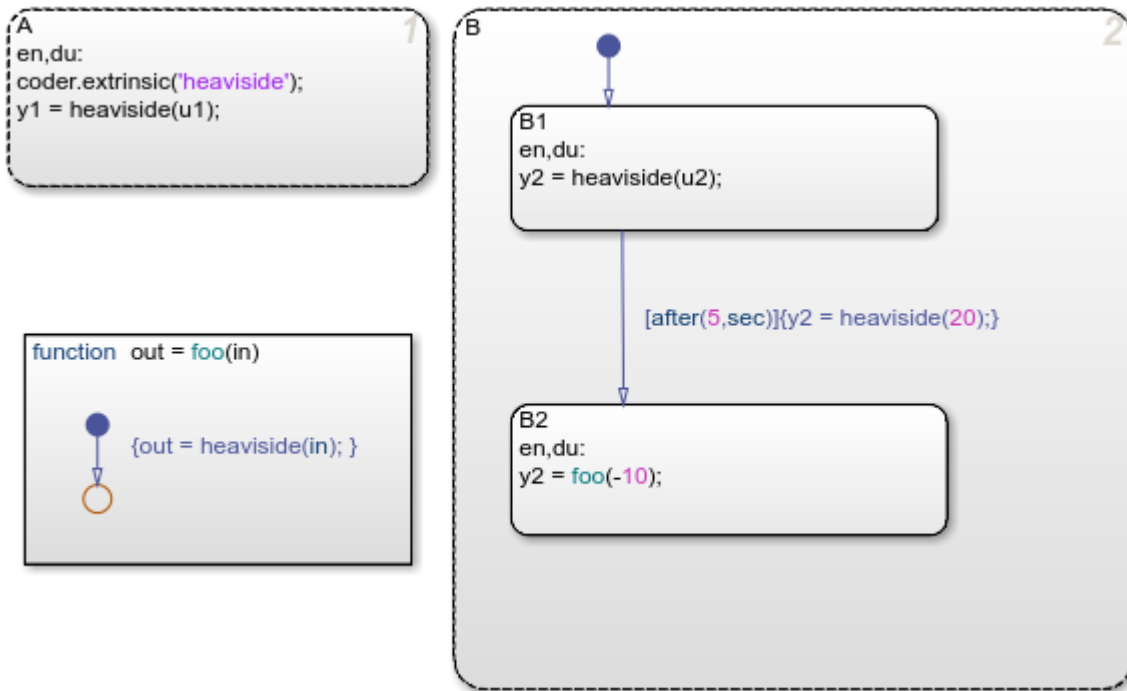 A
1
en,du:
coder.extrinsic('heaviside');
y1 = heaviside(u1);
B
2
B1
en,du:
y2 = heaviside(u2);
[after(5,sec)]{y2 = heaviside(20);}
B2
en,du:
y2 = foo(-10);
function out = foo(in)
{out = heaviside(in); }